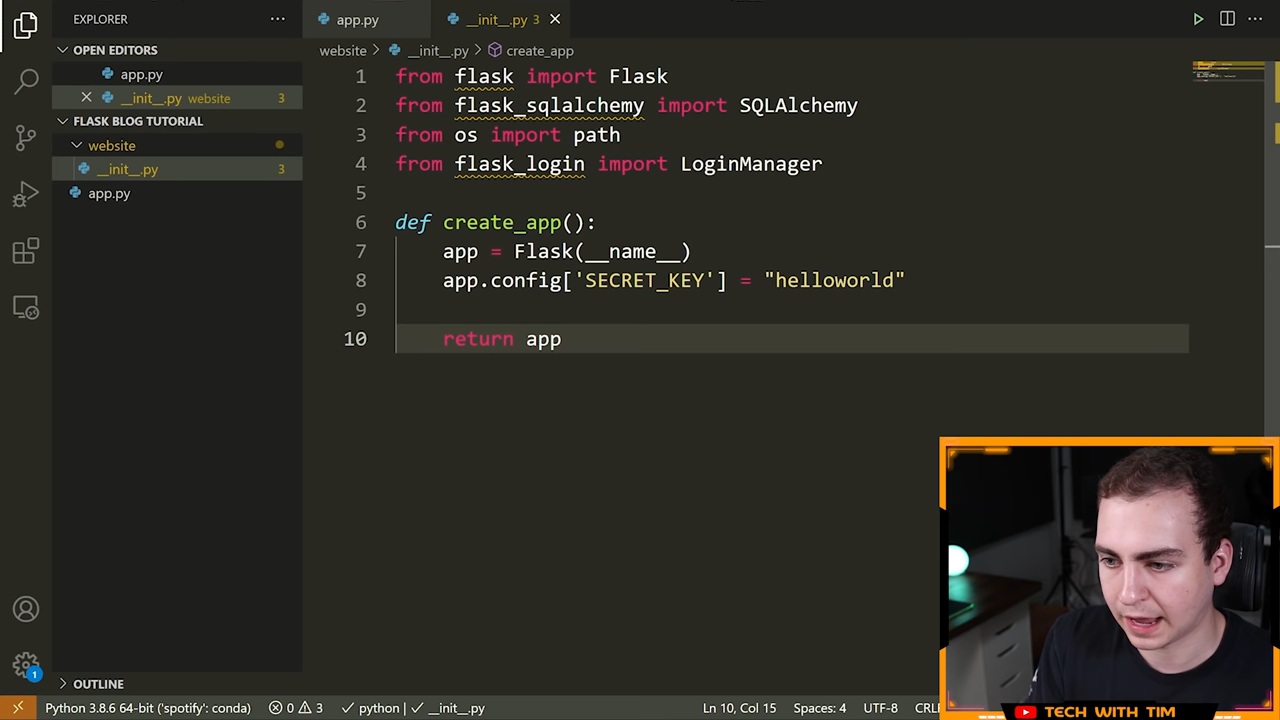 EXPLORER
OPEN EDITORS
app.py
__init__.py website 3
FLASK BLOG TUTORIAL
website
__init__.py 3
app.py
OUTLINE
app.py
__init__.py 3
website > __init__.py > create_app
1 from flask import Flask
2 from flask_sqlalchemy import SQLAlchemy
3 from os import path
4 from flask_login import LoginManager
5
6 def create_app():
7 app = Flask(__name__)
8 app.config['SECRET_KEY'] = "helloworld"
9
10 return app
1
Python 3.8.6 64-bit ('spotify': conda) 0 3 python | __init__.py Ln 10, Col 15 Spaces: 4 UTF-8 CRL
TECH WITH TIM